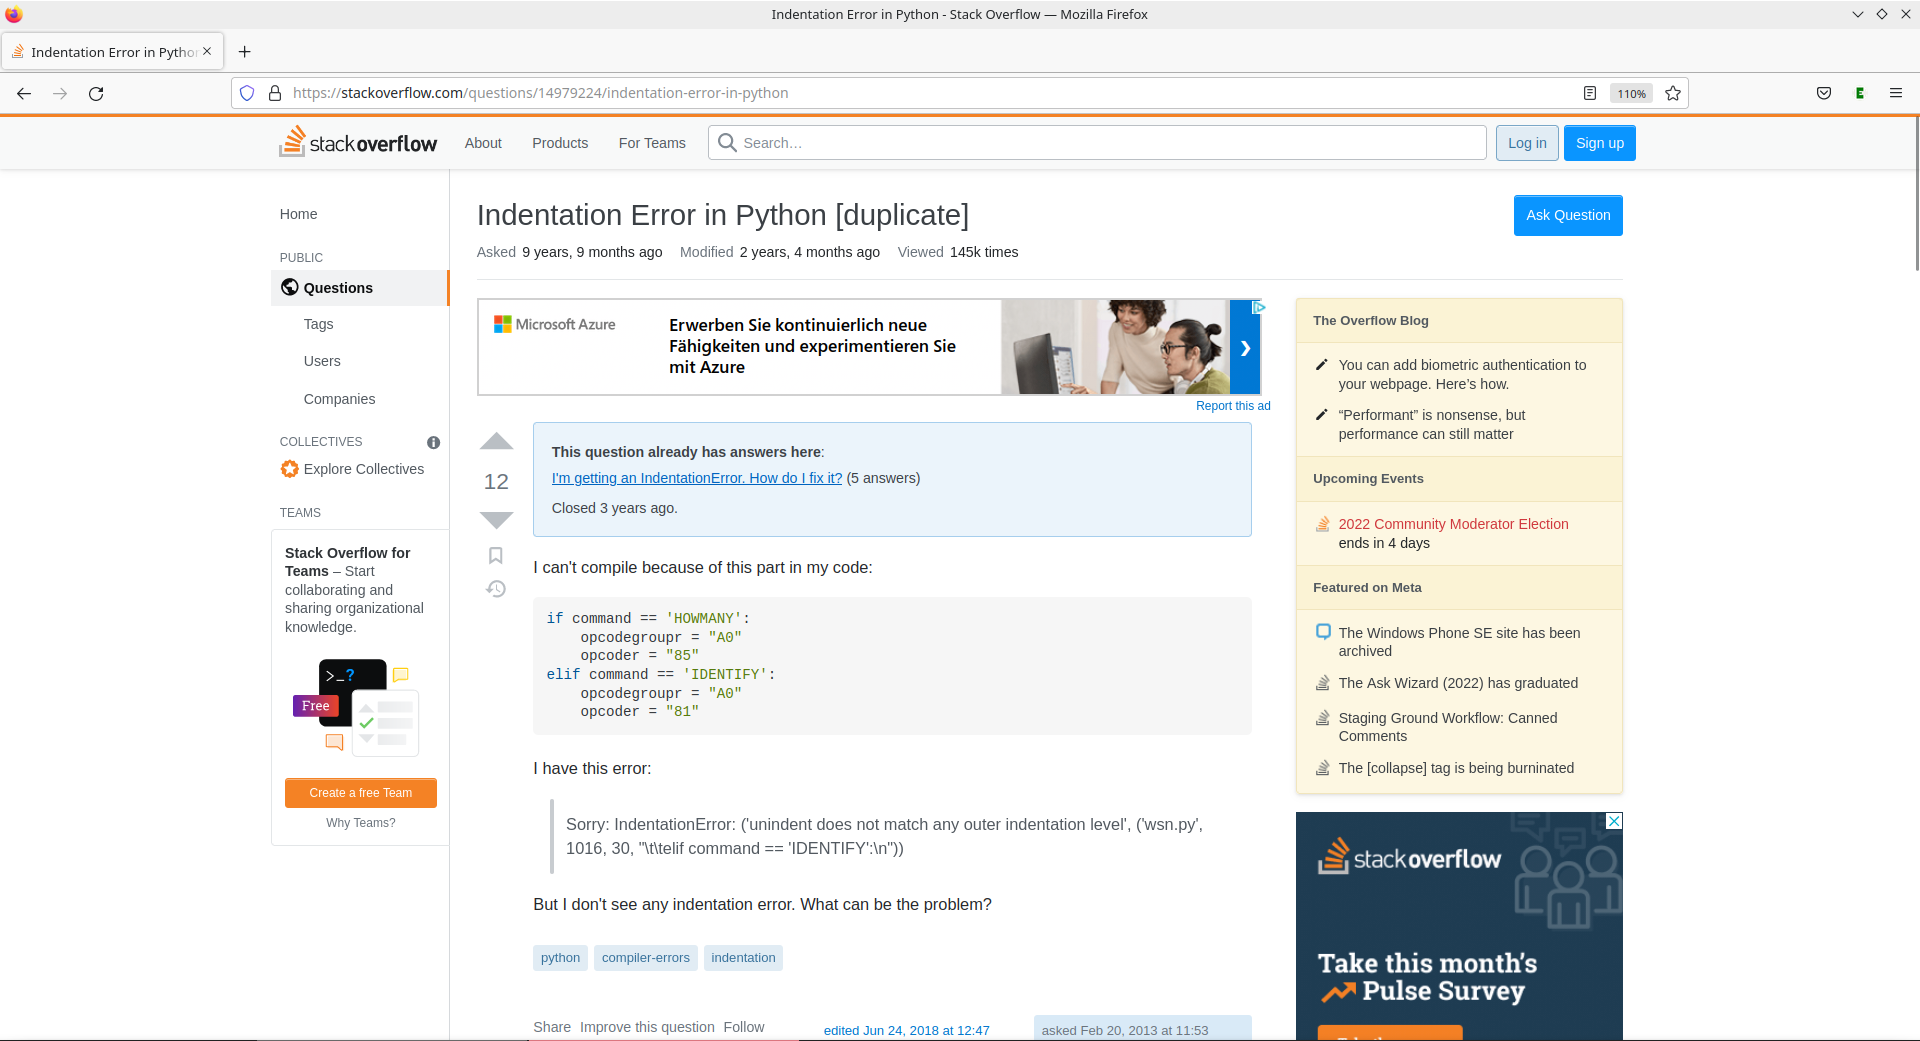 Indentation Error in Python - Stack Overflow — Mozilla Firefox
Indentation Error in Pytho
https://stackoverflow.com/questions/14979224/indentation-error-in-python
110%
stackoverflow
About
Products
For Teams
Search…
Log in
Sign up
Home
PUBLIC
Questions
Tags
Users
Companies
COLLECTIVES
Explore Collectives
TEAMS
Stack Overflow for
Teams – Start
collaborating and
sharing organizational
knowledge.
>_?
Free
Create a free Team
Why Teams?
Indentation Error in Python [duplicate]
Ask Question
Asked 9 years, 9 months ago
Modified 2 years, 4 months ago
Viewed 145k times
Microsoft Azure
Erwerben Sie kontinuierlich neue
Fähigkeiten und experimentieren Sie
mit Azure
Report this ad
12
This question already has answers here:
I'm getting an IndentationError. How do I fix it? (5 answers)
Closed 3 years ago.
I can't compile because of this part in my code:
if command == 'HOWMANY':
    opcodegroupr = "A0"
    opcoder = "85"
elif command == 'IDENTIFY':
    opcodegroupr = "A0"
    opcoder = "81"
I have this error:
Sorry: IndentationError: ('unindent does not match any outer indentation level', ('wsn.py',
1016, 30, "\t\telif command == 'IDENTIFY':\n"))
But I don't see any indentation error. What can be the problem?
python
compiler-errors
indentation
Share
Improve this question
Follow
edited Jun 24, 2018 at 12:47
asked Feb 20, 2013 at 11:53
The Overflow Blog
You can add biometric authentication to
your webpage. Here’s how.
“Performant” is nonsense, but
performance can still matter
Upcoming Events
2022 Community Moderator Election
ends in 4 days
Featured on Meta
The Windows Phone SE site has been
archived
The Ask Wizard (2022) has graduated
Staging Ground Workflow: Canned
Comments
The [collapse] tag is being burninated
stackoverflow
Take this month’s
Pulse Survey